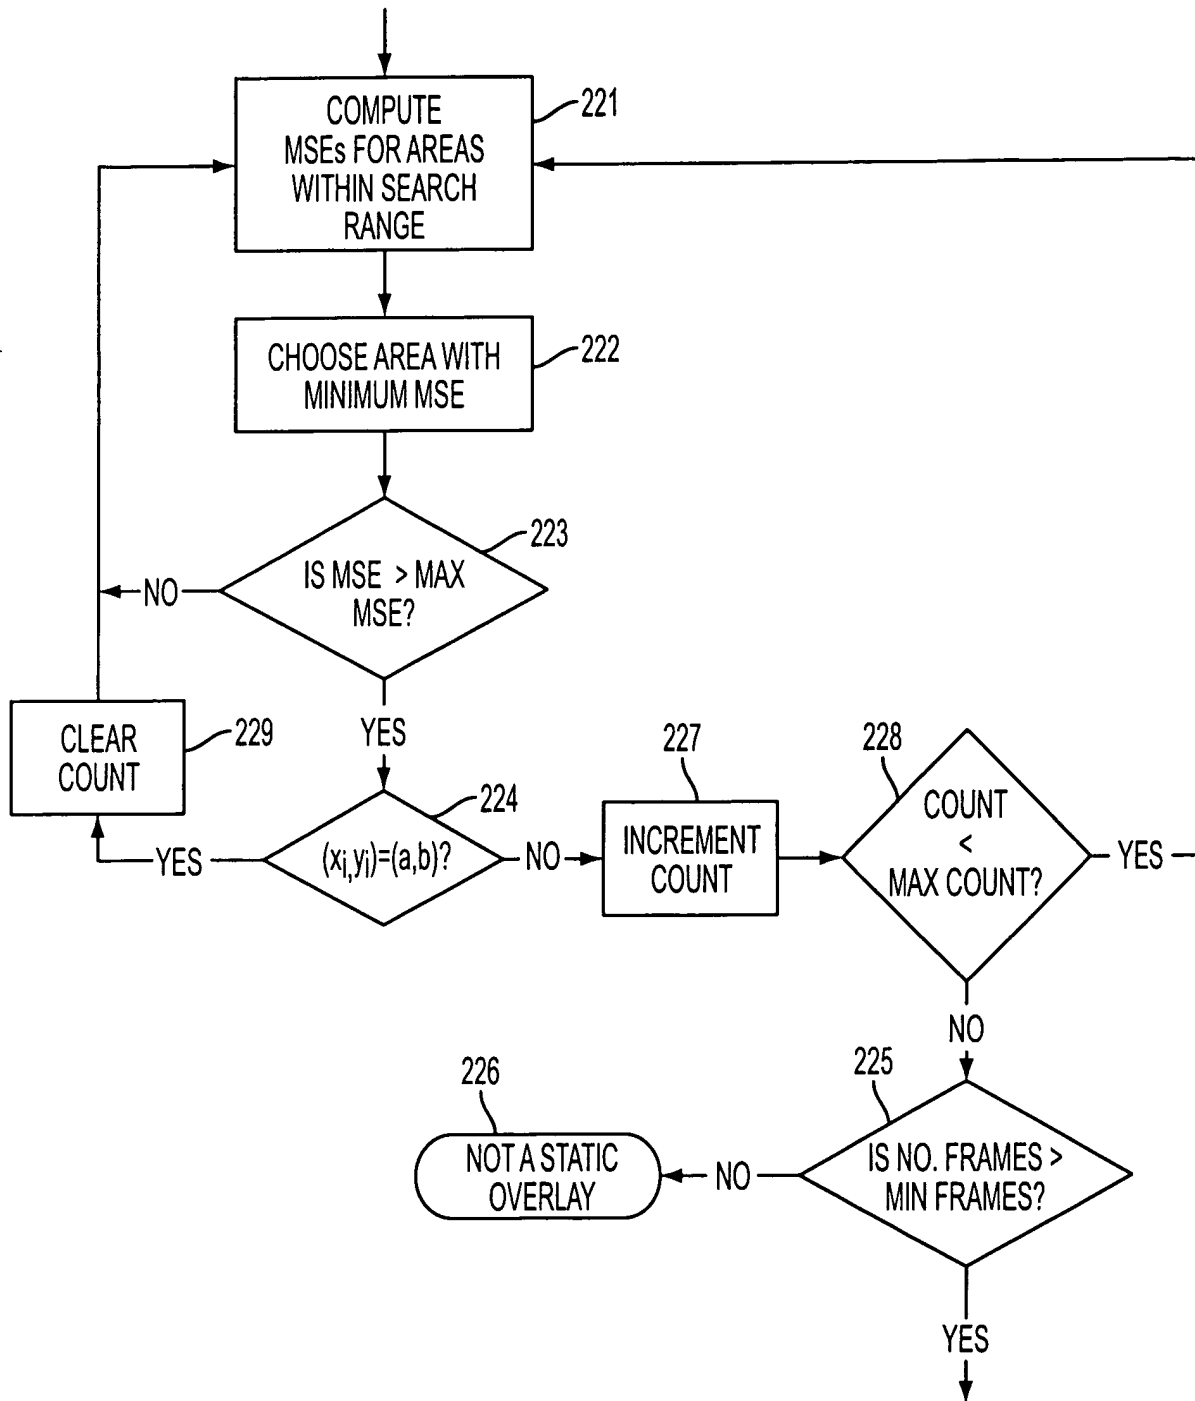 COMPUTE
MSEs FOR AREAS
WITHIN SEARCH
RANGE
221
CHOOSE AREA WITH
MINIMUM MSE
222
IS MSE > MAX
MSE?
223
NO
YES
CLEAR
COUNT
229
(xi,yi)=(a,b)?
224
YES
NO
INCREMENT
COUNT
227
COUNT
<
MAX COUNT?
228
YES
NO
IS NO. FRAMES >
MIN FRAMES?
225
NO
NOT A STATIC
OVERLAY
226
YES